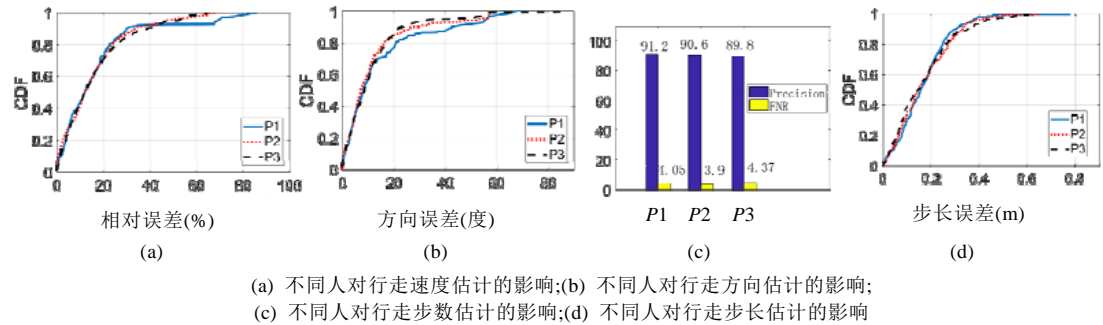 1
0.8
0.6
0.4
0.2
0
CDF
P1
P2
P3
0 20 40 60 80 100
相对误差(%)
(a)
1
0.8
0.6
0.4
0.2
0
CDF
P1
P2
P3
0 20 40 60 80
方向误差(度)
(b)
100
80
60
40
20
0
91.2 90.6 89.8
Precision
FNR
4.05 3.9 4.37
P1 P2 P3
(c)
1
0.8
0.6
0.4
0.2
0
CDF
P1
P2
P3
0 0.2 0.4 0.6 0.8
步长误差(m)
(d)
(a) 不同人对行走速度估计的影响;(b) 不同人对行走方向估计的影响;
(c) 不同人对行走步数估计的影响;(d) 不同人对行走步长估计的影响